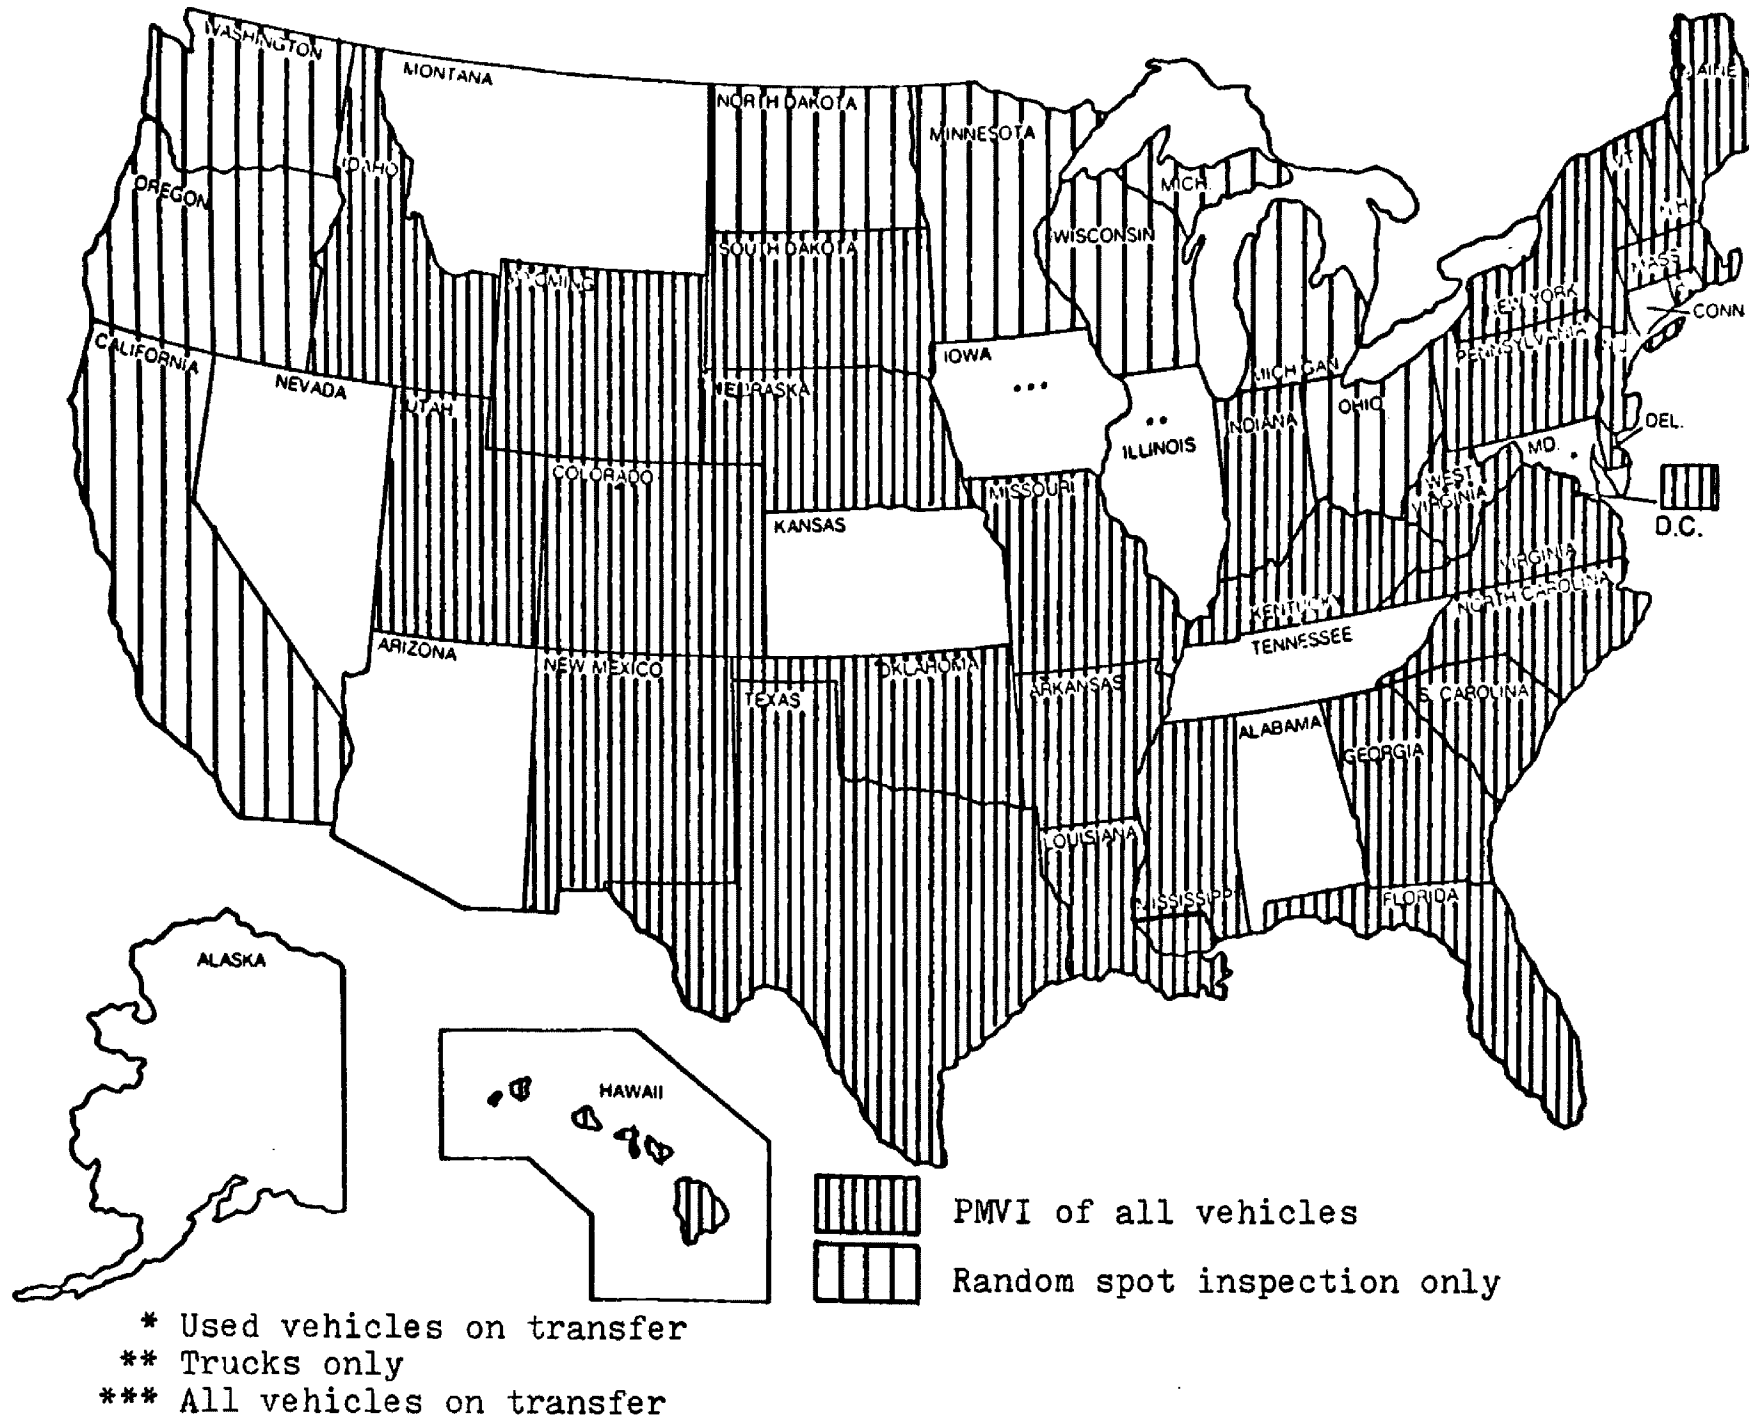 WASHINGTON
MONTANA
NORTH DAKOTA
MINNESOTA
MAINE
VT
N.H.
IDAHO
OREGON
MICH.
WISCONSIN
SOUTH DAKOTA
WYOMING
MASS
NEW YORK
CONN
PENNSYLVANIA
N.J.
CALIFORNIA
NEVADA
UTAH
NEBRASKA
IOWA
***
MICHIGAN
OHIO
INDIANA
**
ILLINOIS
DEL.
MD.
*
COLORADO
WEST
VIRGINIA
MISSOURI
KANSAS
D.C.
VIRGINIA
KENTUCKY
NORTH CAROLINA
TENNESSEE
ARIZONA
NEW MEXICO
OKLAHOMA
ARKANSAS
TEXAS
S. CAROLINA
ALABAMA
GEORGIA
LOUISIANA
MISSISSIPPI
FLORIDA
ALASKA
HAWAII
PMVI of all vehicles
Random spot inspection only
* Used vehicles on transfer
** Trucks only
*** All vehicles on transfer